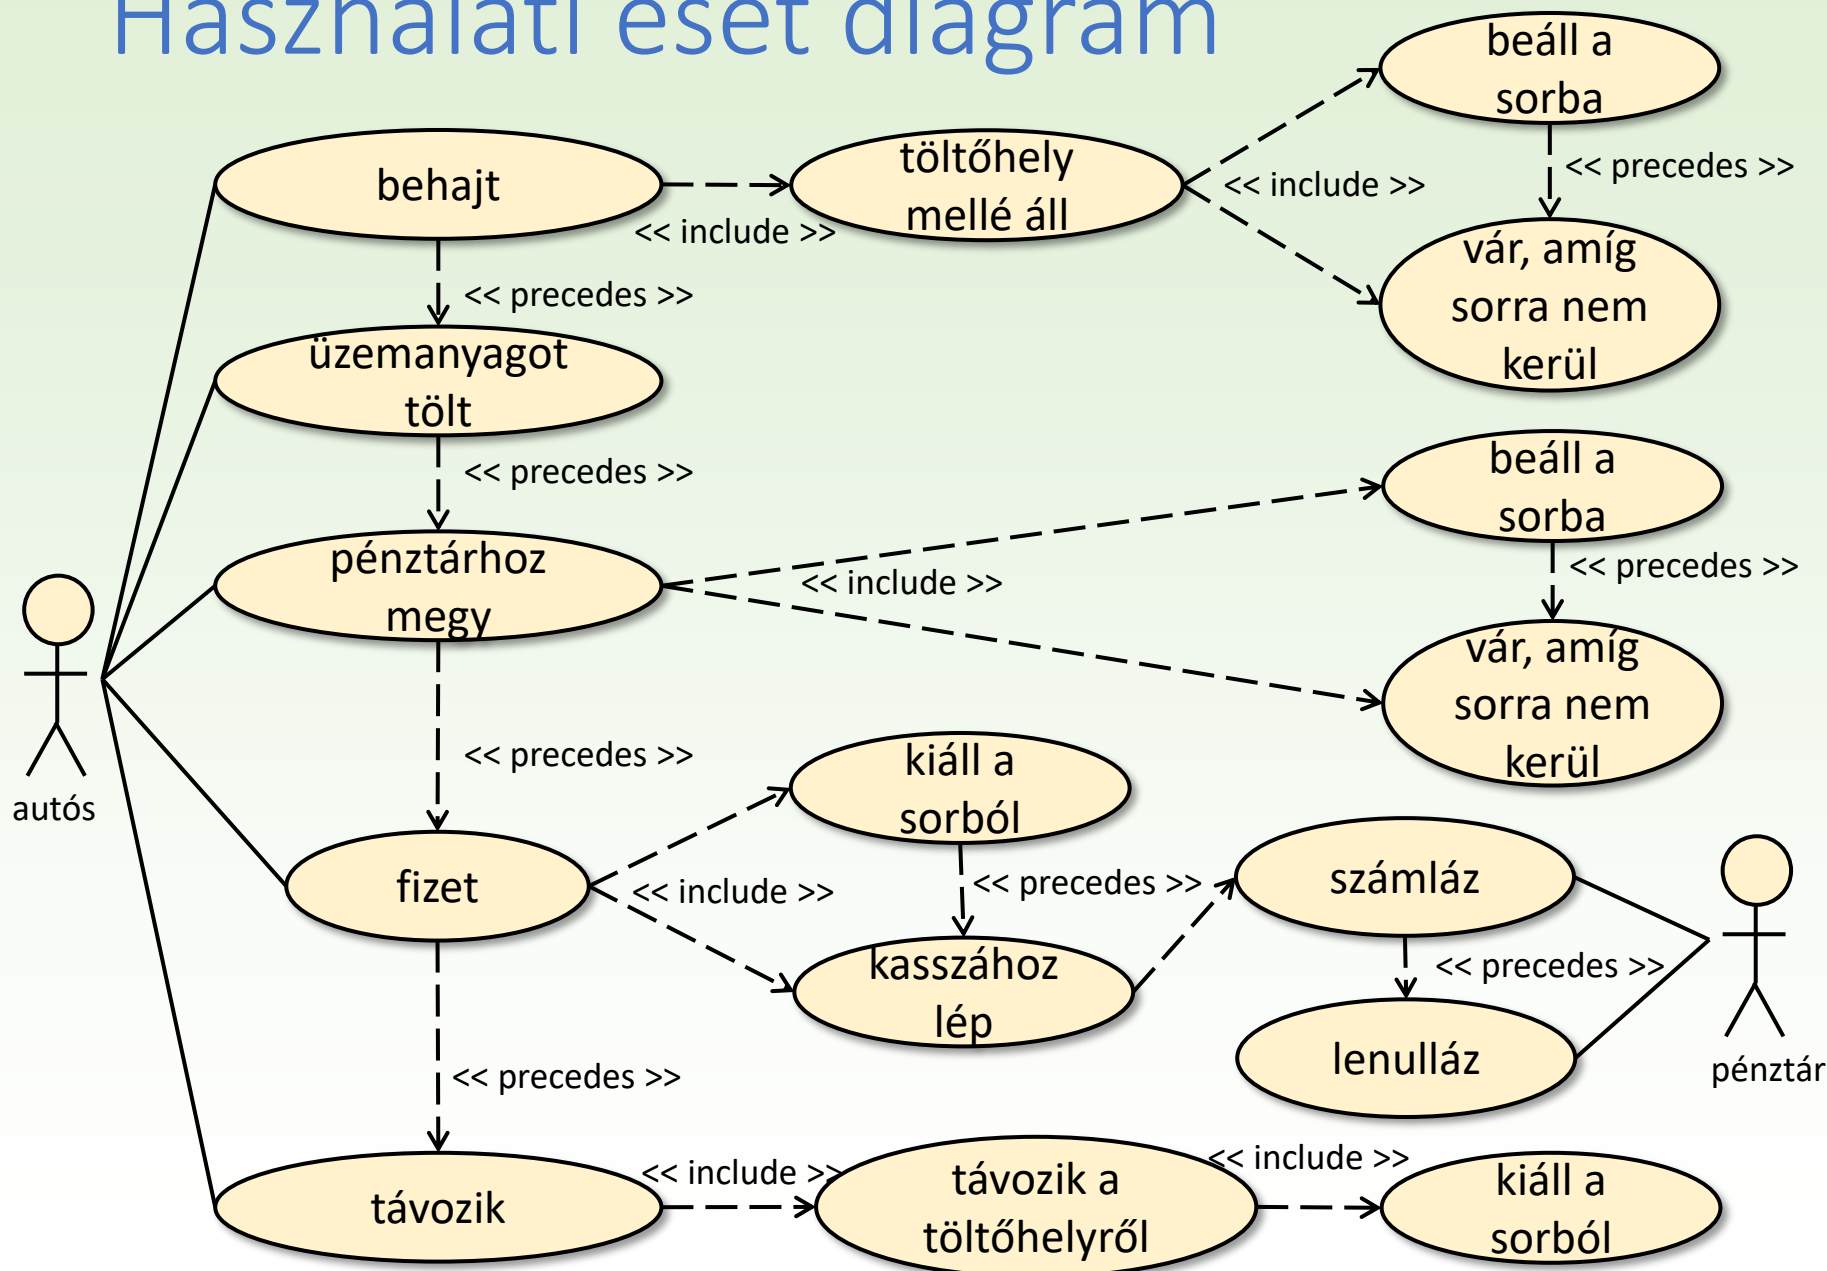 Használati eset diagram
beáll a
sorba
behajt
<< include >>
töltőhely
mellé áll
<< include >>
<< precedes >>
vár, amíg
sorra nem
kerül
<< precedes >>
üzemanyagot
tölt
<< precedes >>
beáll a
sorba
pénztárhoz
megy
<< include >>
<< precedes >>
vár, amíg
sorra nem
kerül
autós
<< precedes >>
kiáll a
sorból
fizet
<< include >>
<< precedes >>
számláz
kasszához
lép
<< precedes >>
lenulláz
pénztár
<< precedes >>
távozik
<< include >>
távozik a
töltőhelyről
<< include >>
kiáll a
sorból